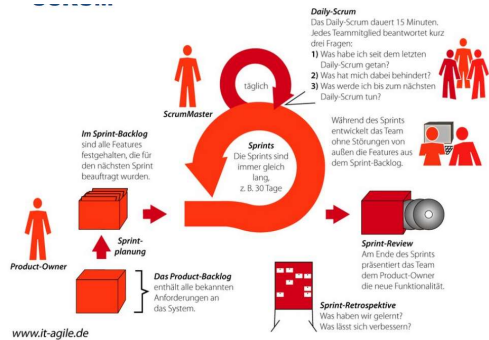 Daily-Scrum
Das Daily-Scrum dauert 15 Minuten.
Jedes Teammitglied beantwortet kurz
drei Fragen:
1) Was habe ich seit dem letzten
Daily-Scrum getan?
2) Was hat mich dabei behindert?
3) Was werde ich bis zum nächsten
Daily-Scrum tun?
täglich
ScrumMaster
Im Sprint-Backlog
sind alle Features
festgehalten, die für
den nächsten Sprint
beauftragt wurden.
Sprints
Die Sprints sind
immer gleich
lang,
z. B. 30 Tage
Während des Sprints
entwickelt das Team
ohne Störungen von
außen die Features aus
dem Sprint-Backlog.
Product-Owner
Sprint-
planung
Das Product-Backlog
enthält alle bekannten
Anforderungen an
das System.
Sprint-Review
Am Ende des Sprints
präsentiert das Team
dem Product-Owner
die neue Funktionalität.
Sprint-Retrospektive
Was haben wir gelernt?
Was lässt sich verbessern?
www.it-agile.de